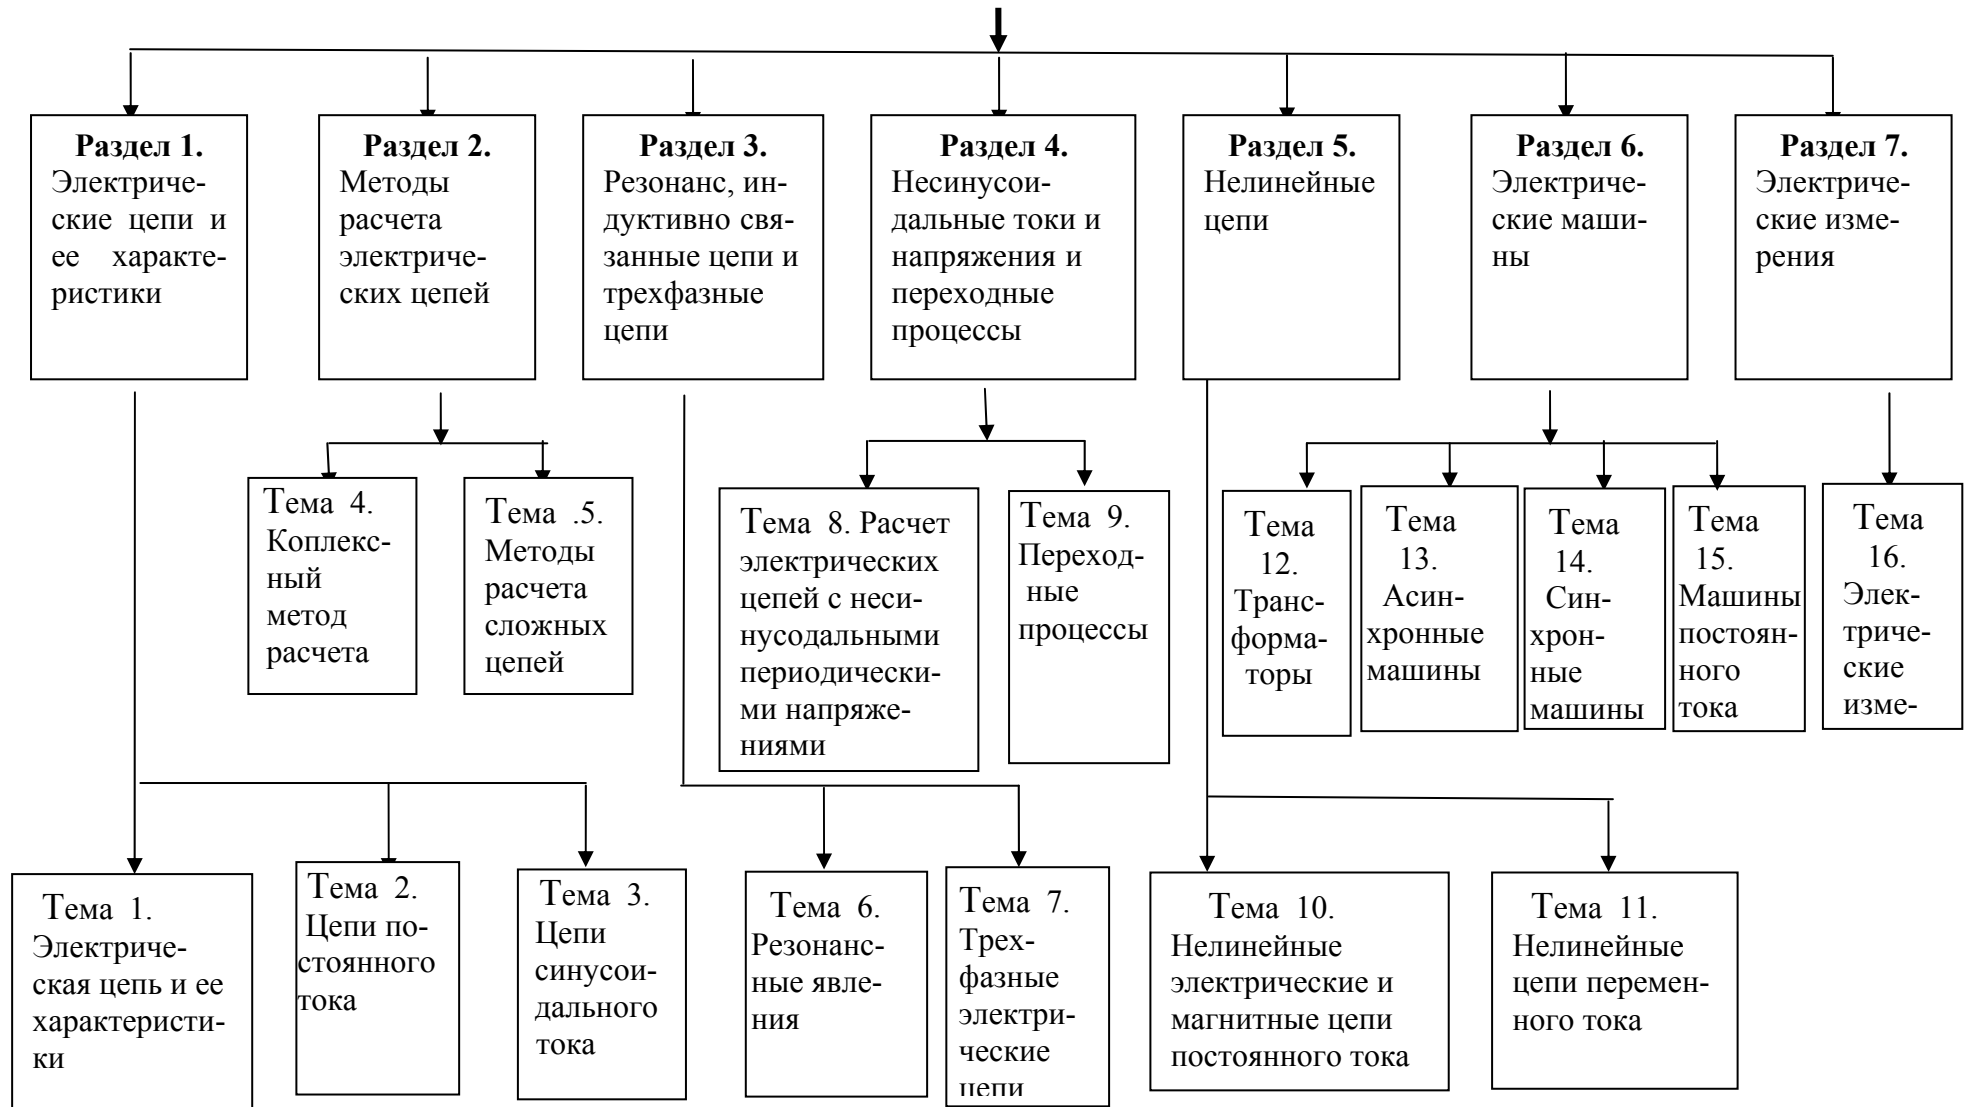 Раздел 1.
Электриче-
ские цепи и
ее характе-
ристики
Раздел 2.
Методы
расчета
электриче-
ских цепей
Раздел 3.
Резонанс, ин-
дуктивно свя-
занные цепи и
трехфазные
цепи
Раздел 4.
Несинусои-
дальные токи и
напряжения и
переходные
процессы
Раздел 5.
Нелинейные
цепи
Раздел 6.
Электриче-
ские маши-
ны
Раздел 7.
Электриче-
ские изме-
рения
Тема 4.
Коплекс-
ный
метод
расчета
Тема .5.
Методы
расчета
сложных
цепей
Тема 8. Расчет
электрических
цепей с неси-
нусодальными
периодически-
ми напряже-
ниями
Тема 9.
Переход-
ные
процессы
Тема
12.
Транс-
форма-
торы
Тема
13.
Асин-
хронные
машины
Тема
14.
Син-
хрон-
ные
машины
Тема
15.
Машины
постоян-
ного
тока
Тема
16.
Элек-
триче-
ские
изме-
Тема 1.
Электриче-
ская цепь и ее
характеристи-
ки
Тема 2.
Цепи по-
стоянного
тока
Тема 3.
Цепи
синусои-
дального
тока
Тема 6.
Резонанс-
ные явле-
ния
Тема 7.
Трех-
фазные
электри-
ческие
цепи
Тема 10.
Нелинейные
электрические и
магнитные цепи
постоянного тока
Тема 11.
Нелинейные
цепи перемен-
ного тока